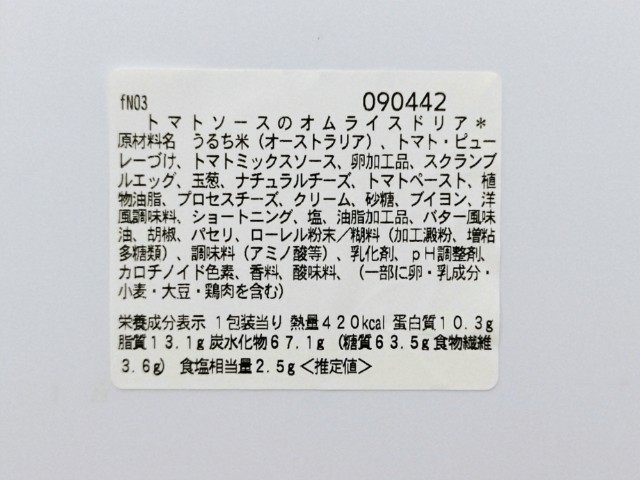 fN03 090442
トマトソースのオムライスドリア＊
原材料名 うるち米（オーストラリア）、トマト・ピュー
レーづけ、トマトミックスソース、卵加工品、スクランブ
ルエッグ、玉葱、ナチュラルチーズ、トマトペースト、植
物油脂、プロセスチーズ、クリーム、砂糖、ブイヨン、洋
風調味料、ショートニング、塩、油脂加工品、バター風味
油、胡椒、パセリ、ローレル粉末／糊料（加工澱粉、増粘
多糖類）、調味料（アミノ酸等）、乳化剤、ｐＨ調整剤、
カロチノイド色素、香料、酸味料、（一部に卵・乳成分・
小麦・大豆・鶏肉を含む）
栄養成分表示 １包装当り 熱量４２０kcal 蛋白質１０.３g
脂質１３.１g 炭水化物６７.１g （糖質６３.５g 食物繊維
３.６g） 食塩相当量２.５g＜推定値＞